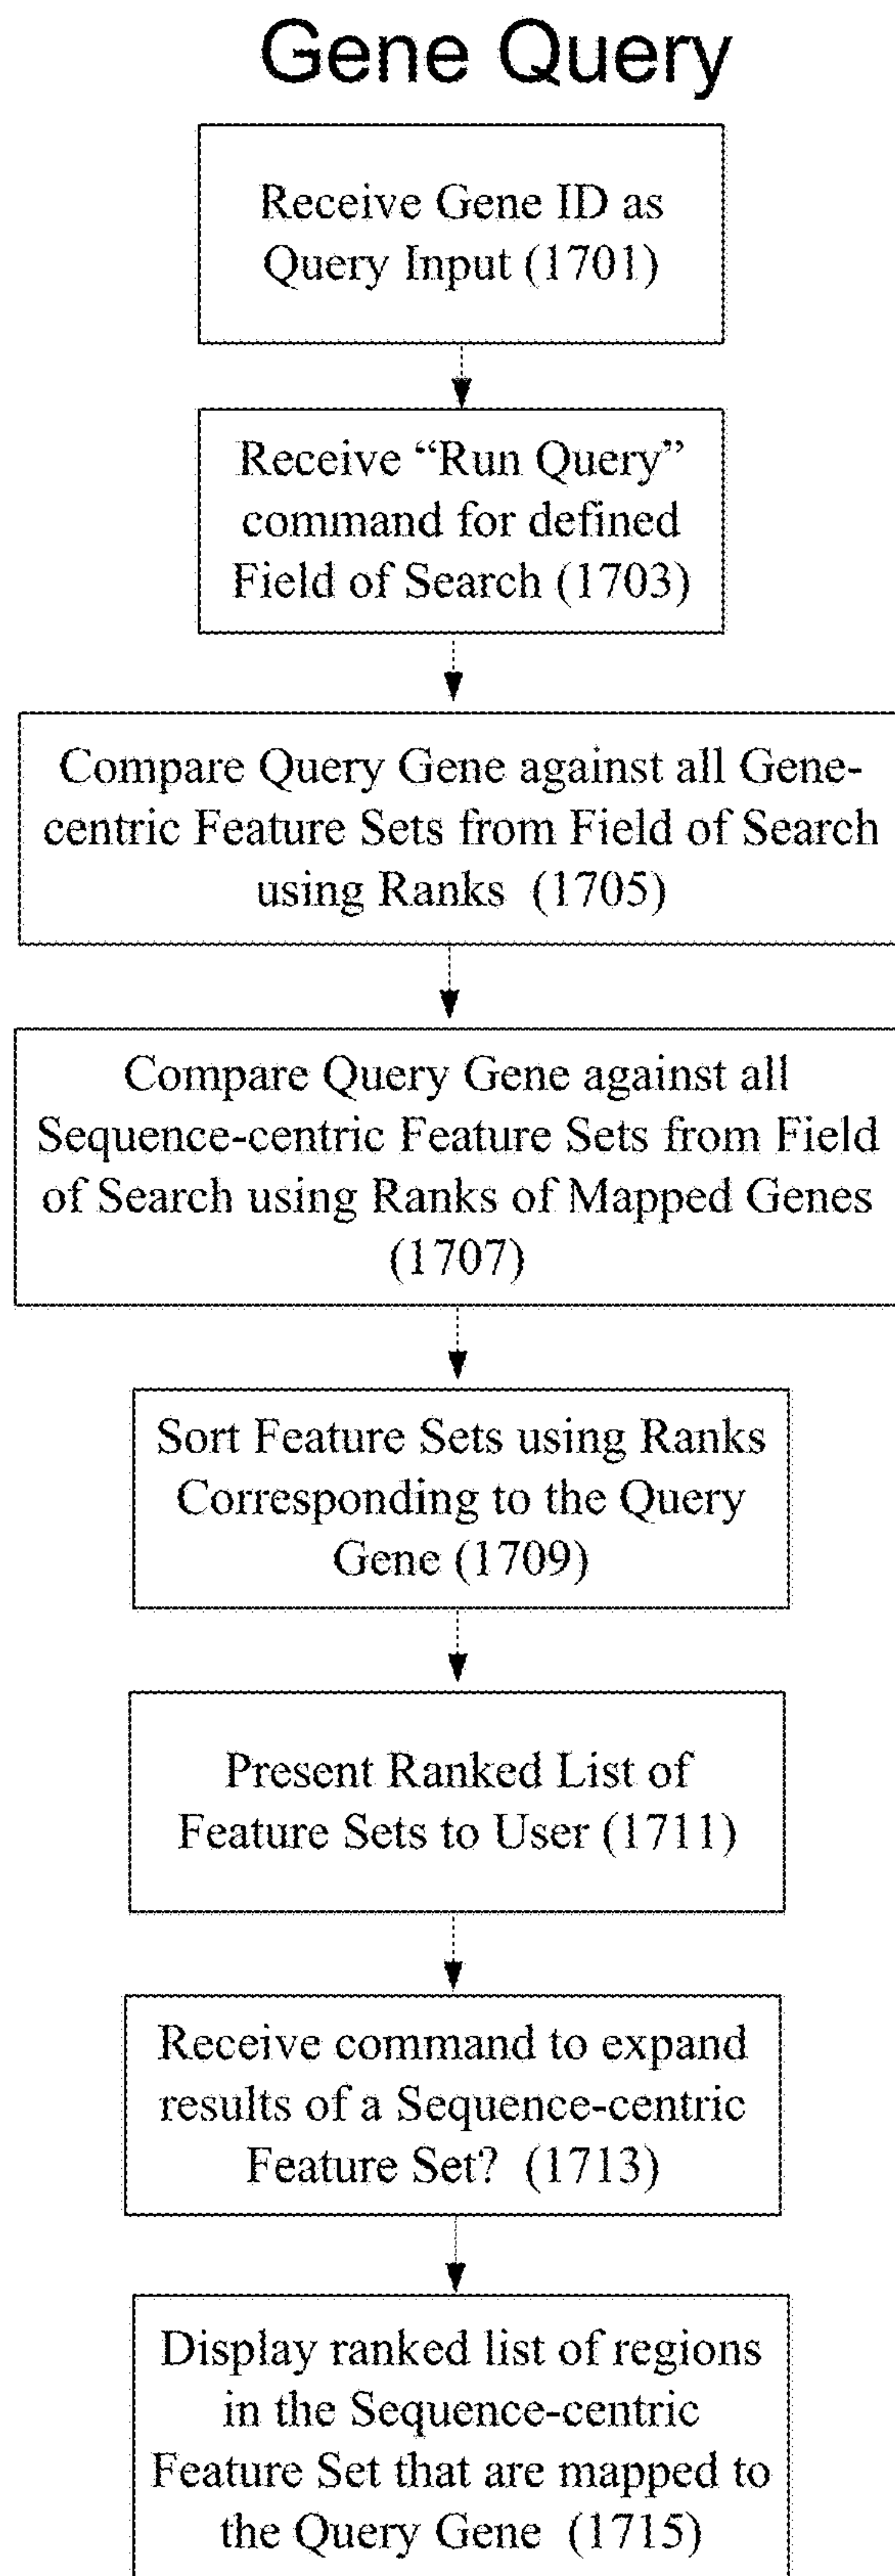 Gene Query
Receive Gene ID as
Query Input (1701)
Receive “Run Query”
command for defined
Field of Search (1703)
Compare Query Gene against all Gene-
centric Feature Sets from Field of Search
using Ranks (1705)
Compare Query Gene against all
Sequence-centric Feature Sets from Field
of Search using Ranks of Mapped Genes
(1707)
Sort Feature Sets using Ranks
Corresponding to the Query
Gene (1709)
Present Ranked List of
Feature Sets to User (1711)
Receive command to expand
results of a Sequence-centric
Feature Set? (1713)
Display ranked list of regions
in the Sequence-centric
Feature Set that are mapped to
the Query Gene (1715)